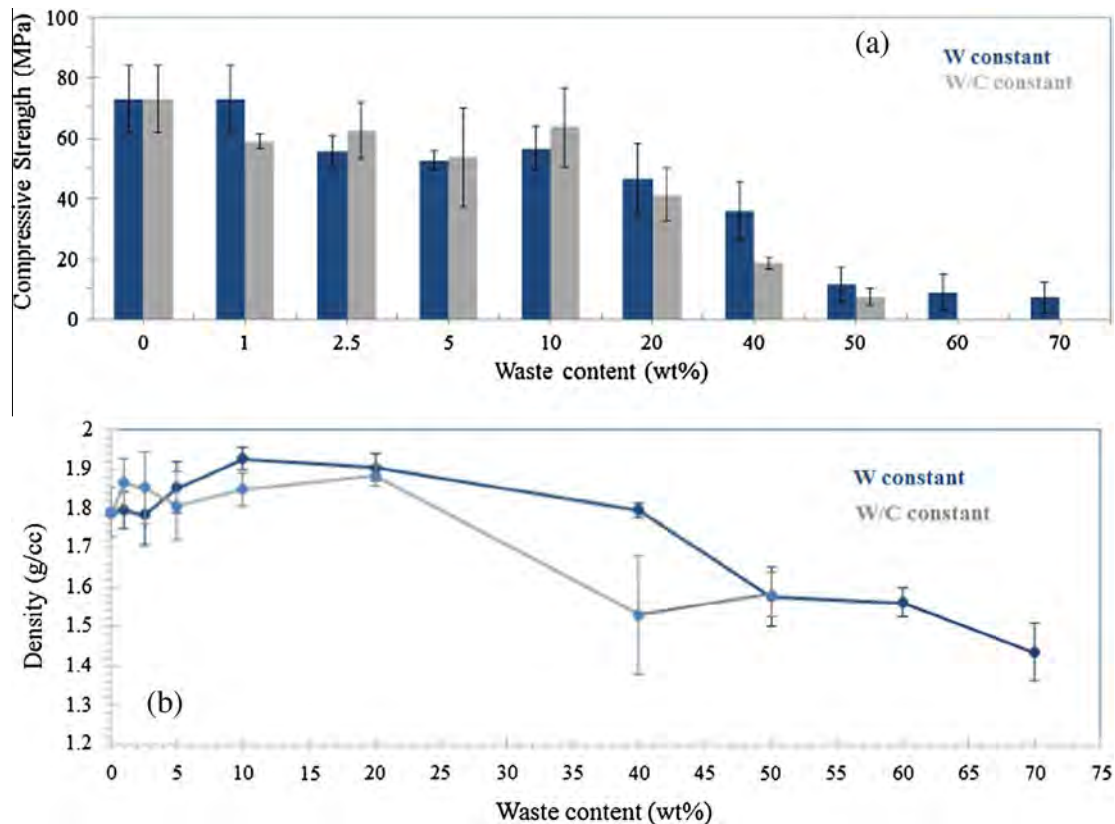 100
(a)
W constant
W/C constant
80
60
40
20
0
Compressive Strength (MPa)
0 1 2.5 5 10 20 40 50 60 70
Waste content (wt%)
2
1.9
W constant
1.8
W/C constant
1.7
1.6
1.5
1.4
(b)
1.3
1.2
Density (g/cc)
0 5 10 15 20 25 30 35 40 45 50 55 60 65 70 75
Waste content (wt%)